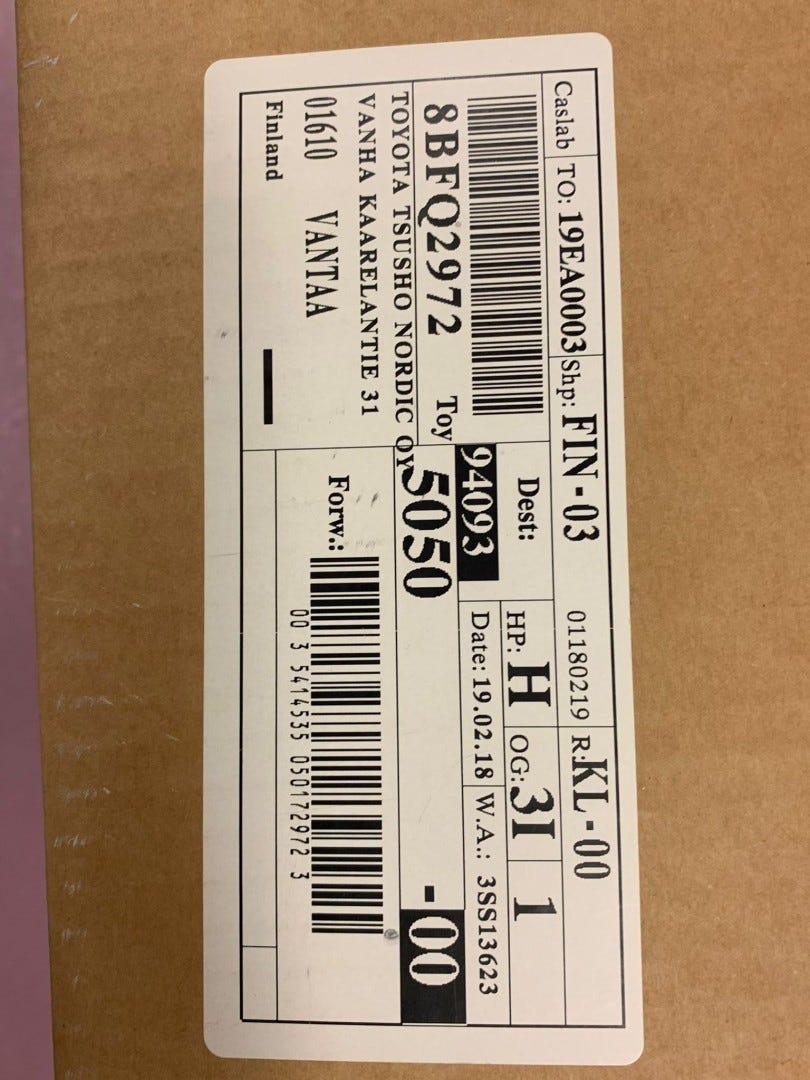 Caslab TO: 19EA0003 Shp: FIN-03 01180219 R: KL-00
Dest: HP: H OG: 3I 1
94093 Date: 19.02.18 W.A.: 3SS13623
8BFQ2972 Toy 5050 -00
TOYOTA TSUSHO NORDIC OY
VANHA KAARELANTIE 31
01610 VANTAA
Finland
Forw.:
00 3 5414535 050172972 3